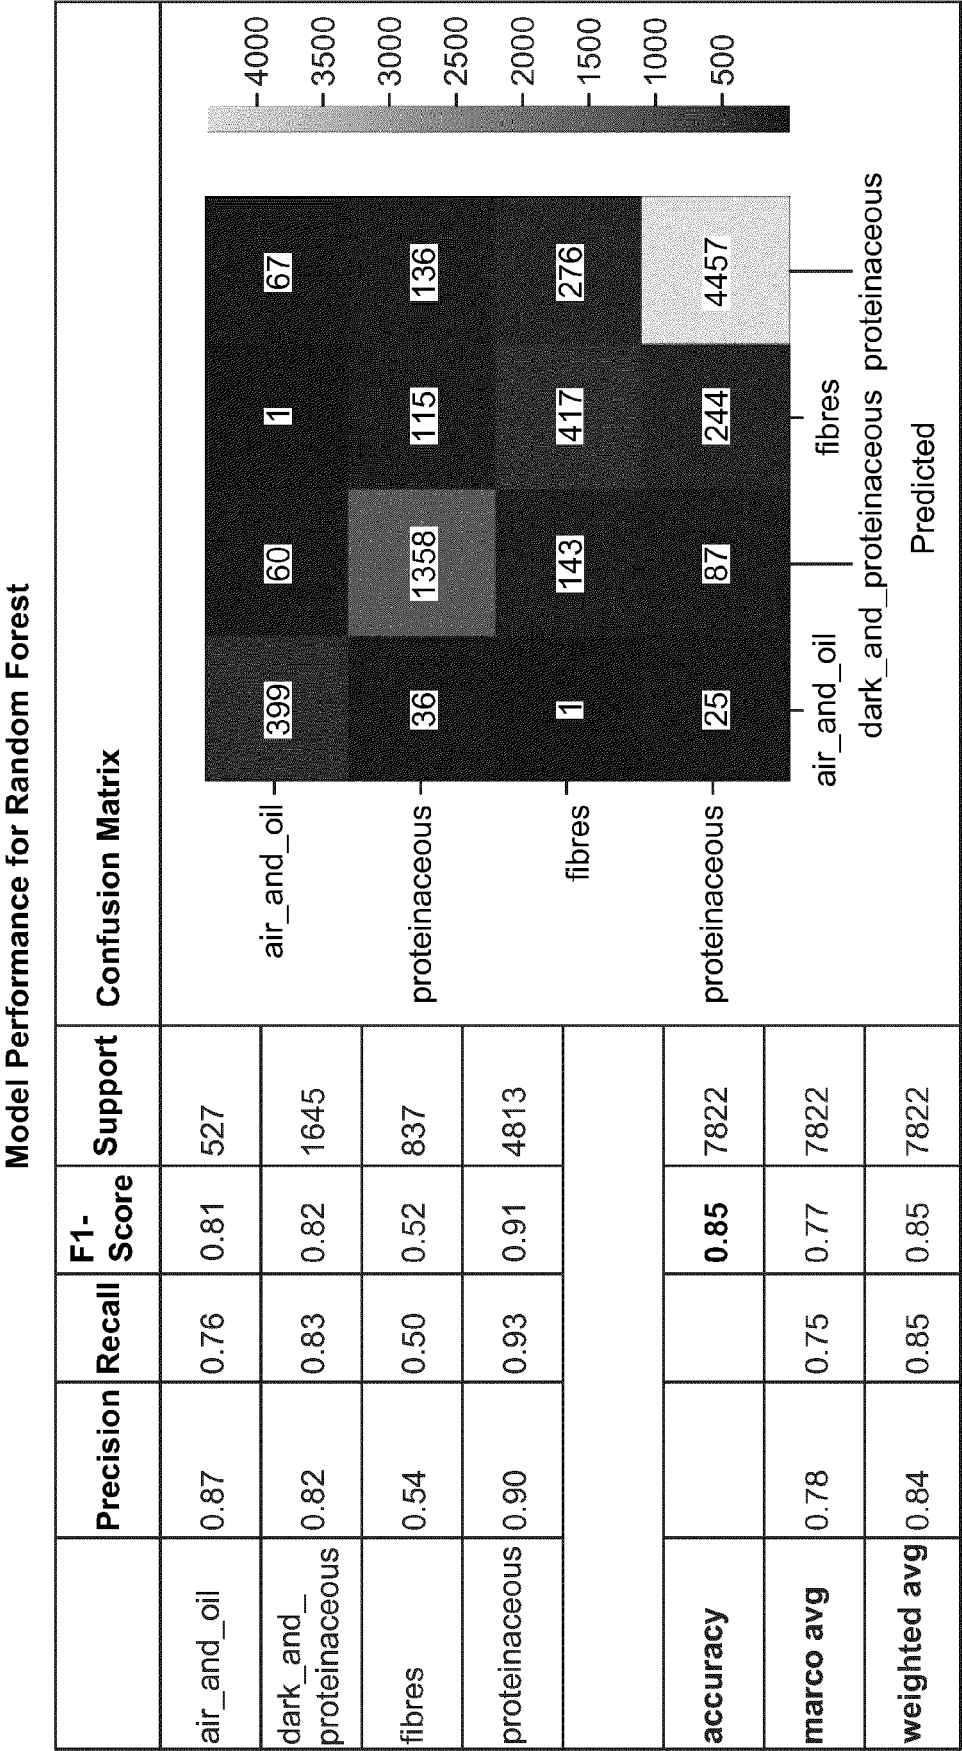 Model Performance for Random Forest
Precision Recall F1-Score Support Confusion Matrix
air_and_oil 0.87 0.76 0.81 527
dark_and_
proteinaceous 0.82 0.83 0.82 1645
fibres 0.54 0.50 0.52 837
proteinaceous 0.90 0.93 0.91 4813
accuracy 0.85 7822
marco avg 0.78 0.75 0.77 7822
weighted avg 0.84 0.85 0.85 7822
air_and_oil 399 60 1 67
proteinaceous 36 1358 115 136
fibres 1 143 417 276
proteinaceous 25 87 244 4457
air_and_oil fibres
dark_and_proteinaceous proteinaceous
Predicted
4000
3500
3000
2500
2000
1500
1000
500